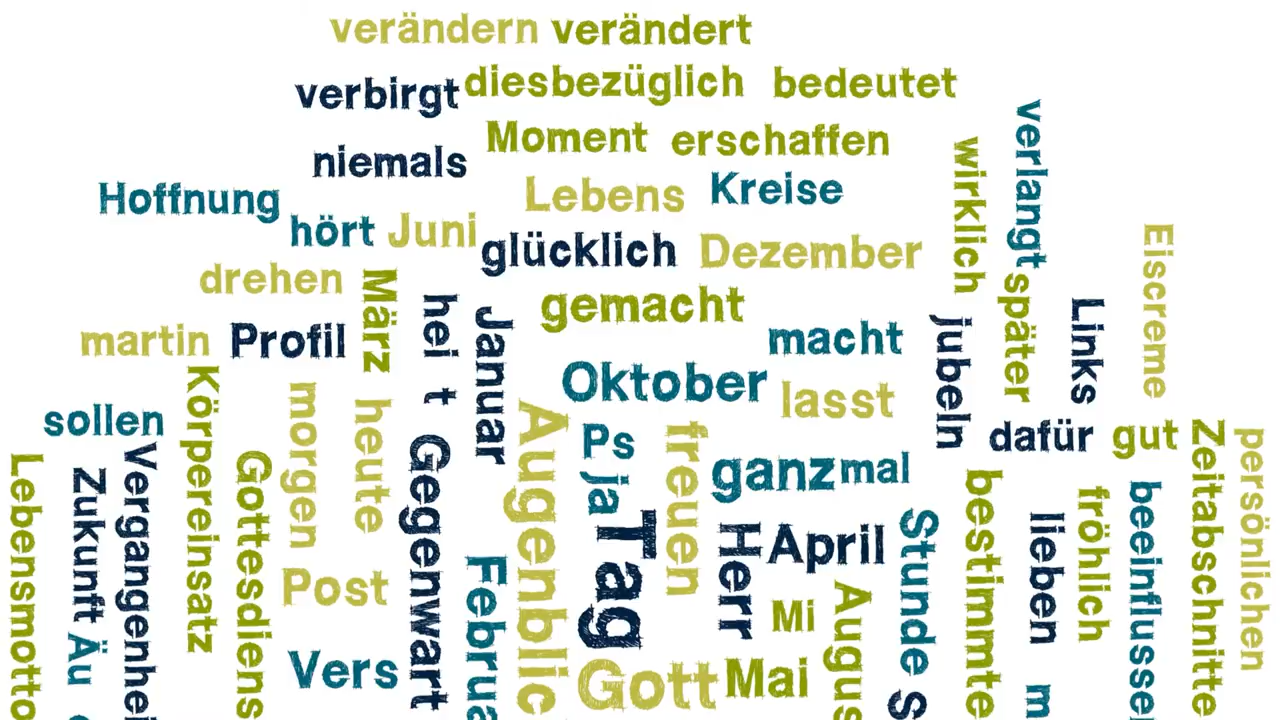 verändern verändert
verbirgt diesbezüglich bedeutet
Moment erschaffen
niemals
Hoffnung
Lebens Kreise
hört Juni
glücklich Dezember
wirklich
verlangt
drehen
gemacht
März
hei t
Januar
später
Links
Eiscreme
martin Profil
macht
jubeln
Oktober
lasst
sollen
Körpereinsatz
morgen
heute
Augenblic
Ps
ja
freuen
ganz mal
dafür gut
Lebensmotto
Zukunft
Vergangenhei
Gottesdiens
Gegenwart
Tag
Herr
April
Stunde
bestimmte
lieben
fröhlich
beeinflusse
Zeitabschnitte
persönlichen
Post
Februa
Mi
Augus
Äu
Vers
Gott Mai
S
m